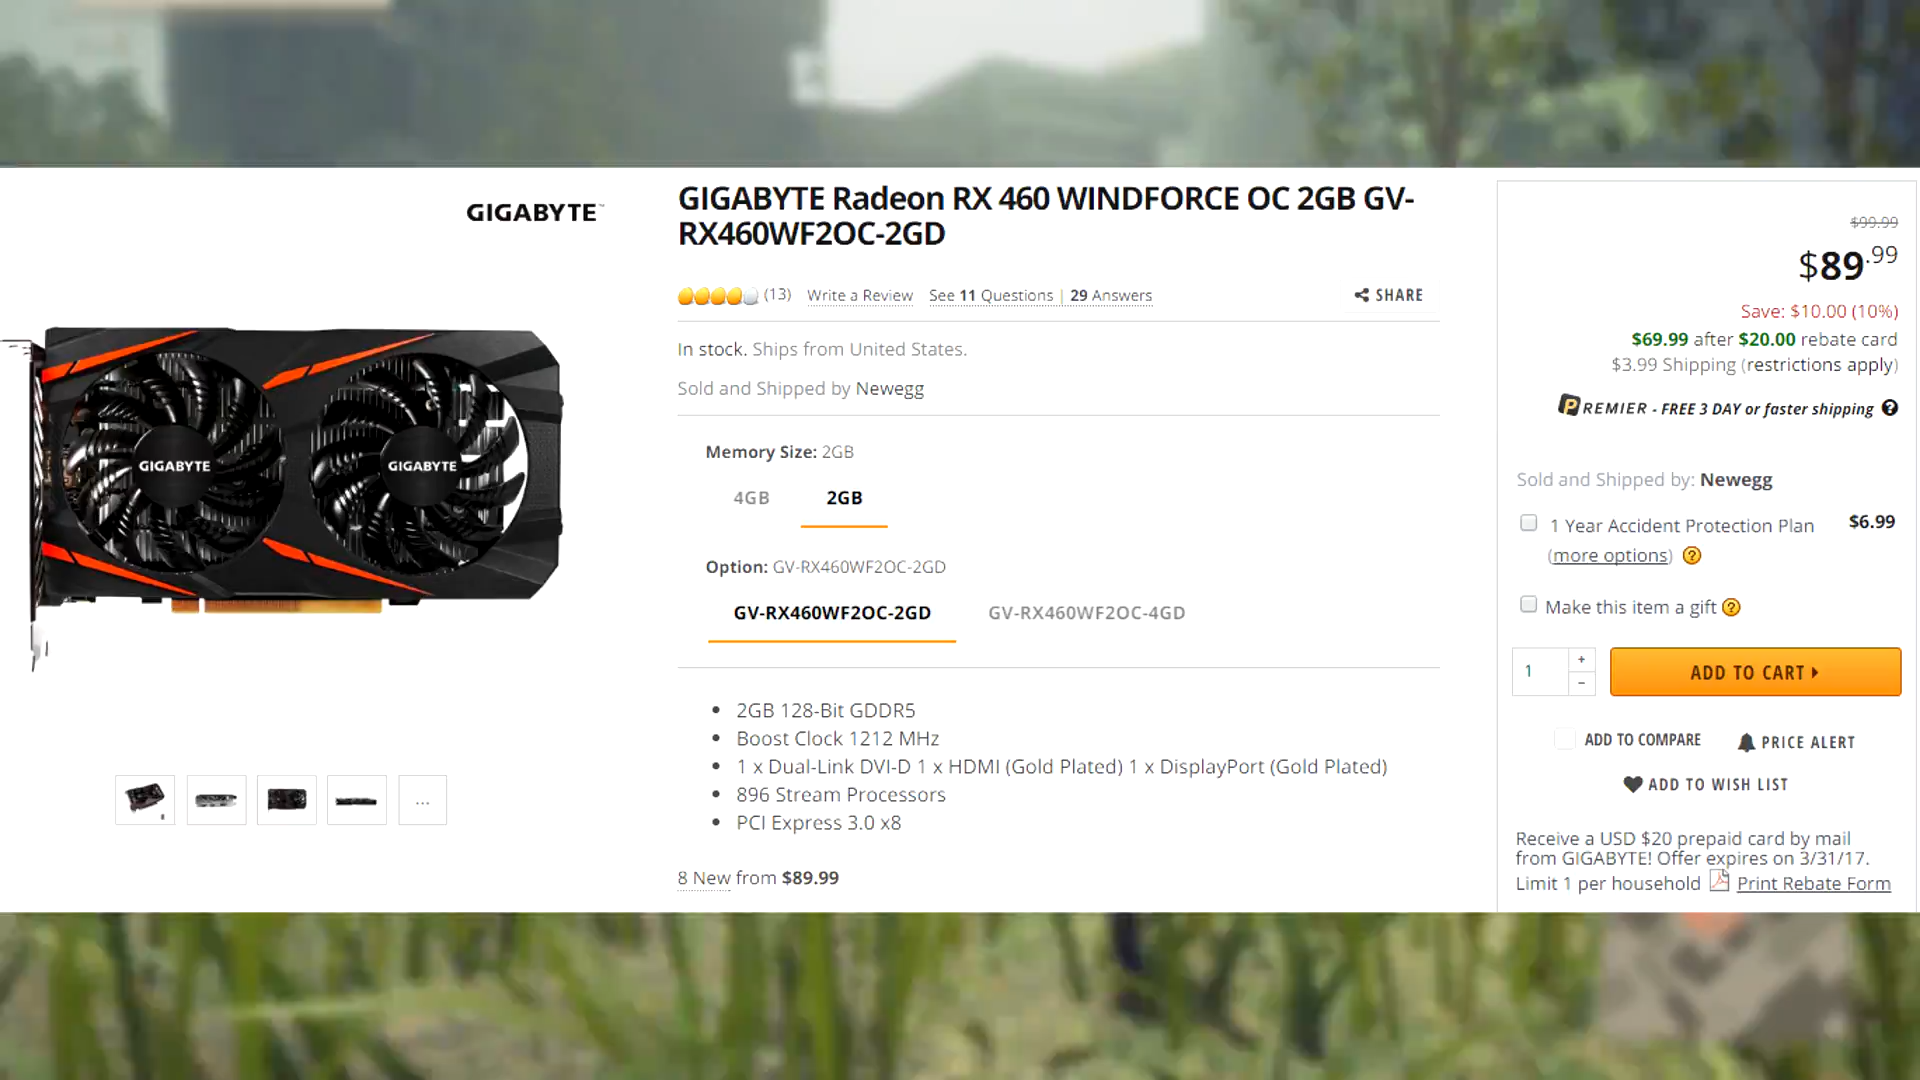 GIGABYTE™
GIGABYTE
GIGABYTE
...
GIGABYTE Radeon RX 460 WINDFORCE OC 2GB GV-
RX460WF2OC-2GD
(13) Write a Review See 11 Questions | 29 Answers
SHARE
In stock. Ships from United States.
Sold and Shipped by Newegg
Memory Size: 2GB
4GB 2GB
Option: GV-RX460WF2OC-2GD
GV-RX460WF2OC-2GD GV-RX460WF2OC-4GD
• 2GB 128-Bit GDDR5
• Boost Clock 1212 MHz
• 1 x Dual-Link DVI-D 1 x HDMI (Gold Plated) 1 x DisplayPort (Gold Plated)
• 896 Stream Processors
• PCI Express 3.0 x8
8 New from $89.99
$99.99
$89.99
Save: $10.00 (10%)
$69.99 after $20.00 rebate card
$3.99 Shipping (restrictions apply)
PREMIER - FREE 3 DAY or faster shipping ?
Sold and Shipped by: Newegg
1 Year Accident Protection Plan $6.99
(more options) ?
Make this item a gift ?
1 + -
ADD TO CART
ADD TO COMPARE PRICE ALERT
ADD TO WISH LIST
Receive a USD $20 prepaid card by mail
from GIGABYTE! Offer expires on 3/31/17.
Limit 1 per household Print Rebate Form